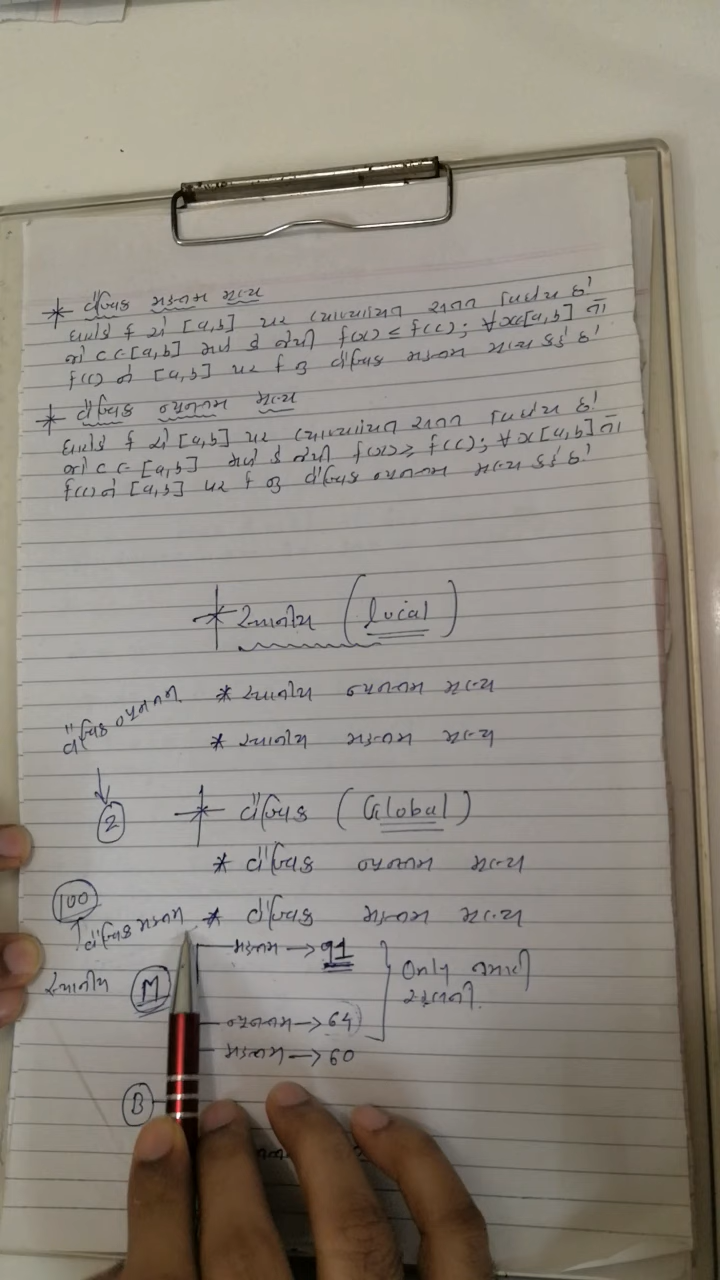 * વૈશ્વિક મહત્તમ મૂલ્ય
ધારો કે f એ [a,b] પર વ્યાખ્યાયિત સતત વિધેય છે.
જો c ∈ [a,b] મળે કે જેથી f(x) ≤ f(c); ∀x∈[a,b] તો
f(c) ને [a,b] પર f નું વૈશ્વિક મહત્તમ મૂલ્ય કહે છે.
* વૈશ્વિક ન્યૂનતમ મૂલ્ય
ધારો કે f એ [a,b] પર વ્યાખ્યાયિત સતત વિધેય છે.
જો c ∈ [a,b] મળે કે જેથી f(x) ≥ f(c); ∀x[a,b] તો
f(c) ને [a,b] પર f નું વૈશ્વિક ન્યૂનતમ મૂલ્ય કહે છે.
* સ્થાનીય (local)
વૈશ્વિક ન્યૂનતમ * સ્થાનીય ન્યૂનતમ મૂલ્ય
* સ્થાનીય મહત્તમ મૂલ્ય
2 * વૈશ્વિક (Global)
* વૈશ્વિક ન્યૂનતમ મૂલ્ય
100
વૈશ્વિક મહત્તમ * વૈશ્વિક મહત્તમ મૂલ્ય
મહત્તમ → 91
સ્થાનીય M Only
ન્યૂનતમ → 64
મહત્તમ → 60
B